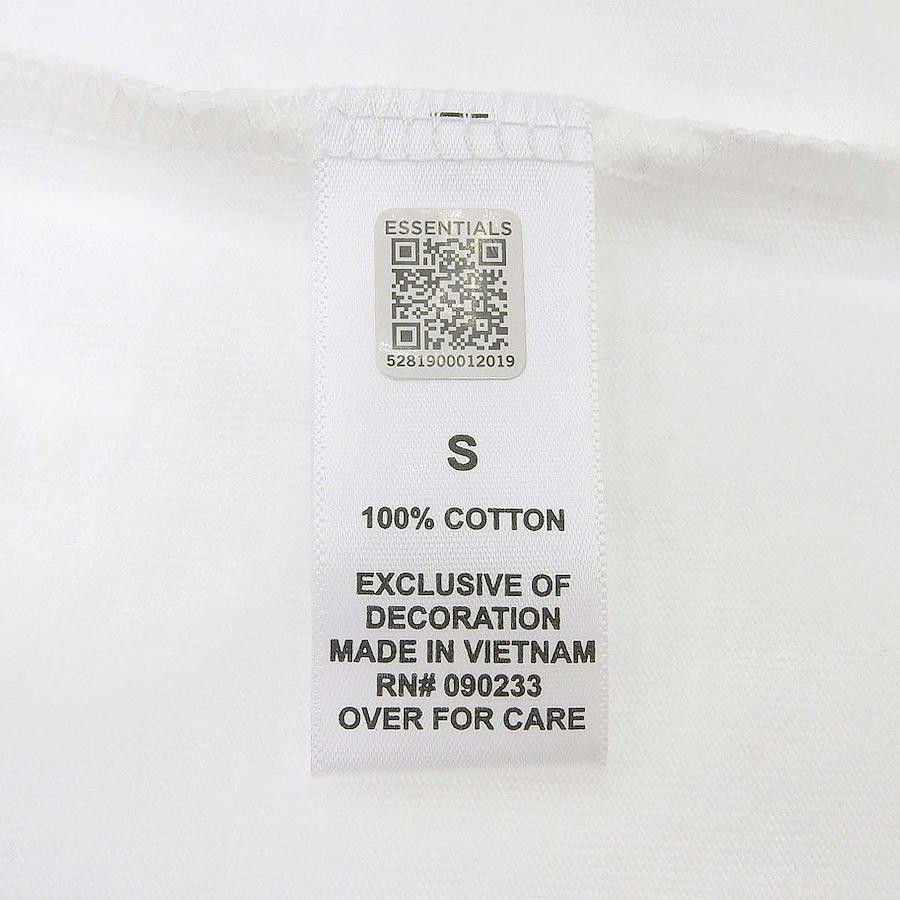 ESSENTIALS
5281900012019
S
100% COTTON
EXCLUSIVE OF
DECORATION
MADE IN VIETNAM
RN# 090233
OVER FOR CARE